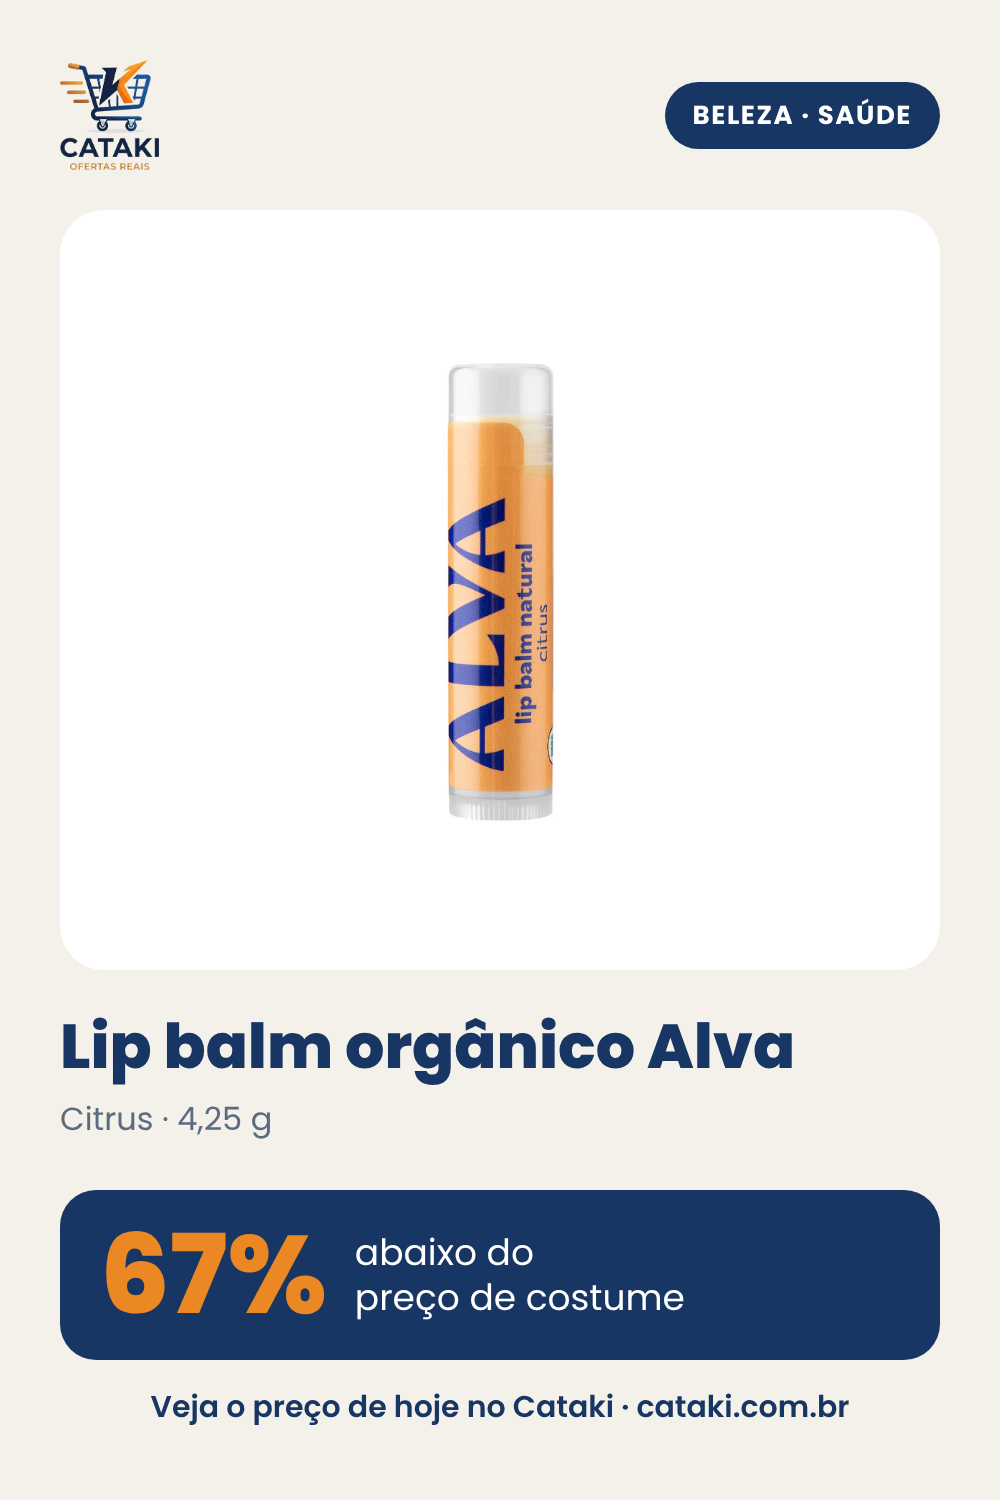 K
CATAKI
OFERTAS REAIS
BELEZA · SAÚDE
ALVA
lip balm natural
citrus
Lip balm orgânico Alva
Citrus · 4,25 g
67%
abaixo do
preço de costume
Veja o preço de hoje no Cataki · cataki.com.br